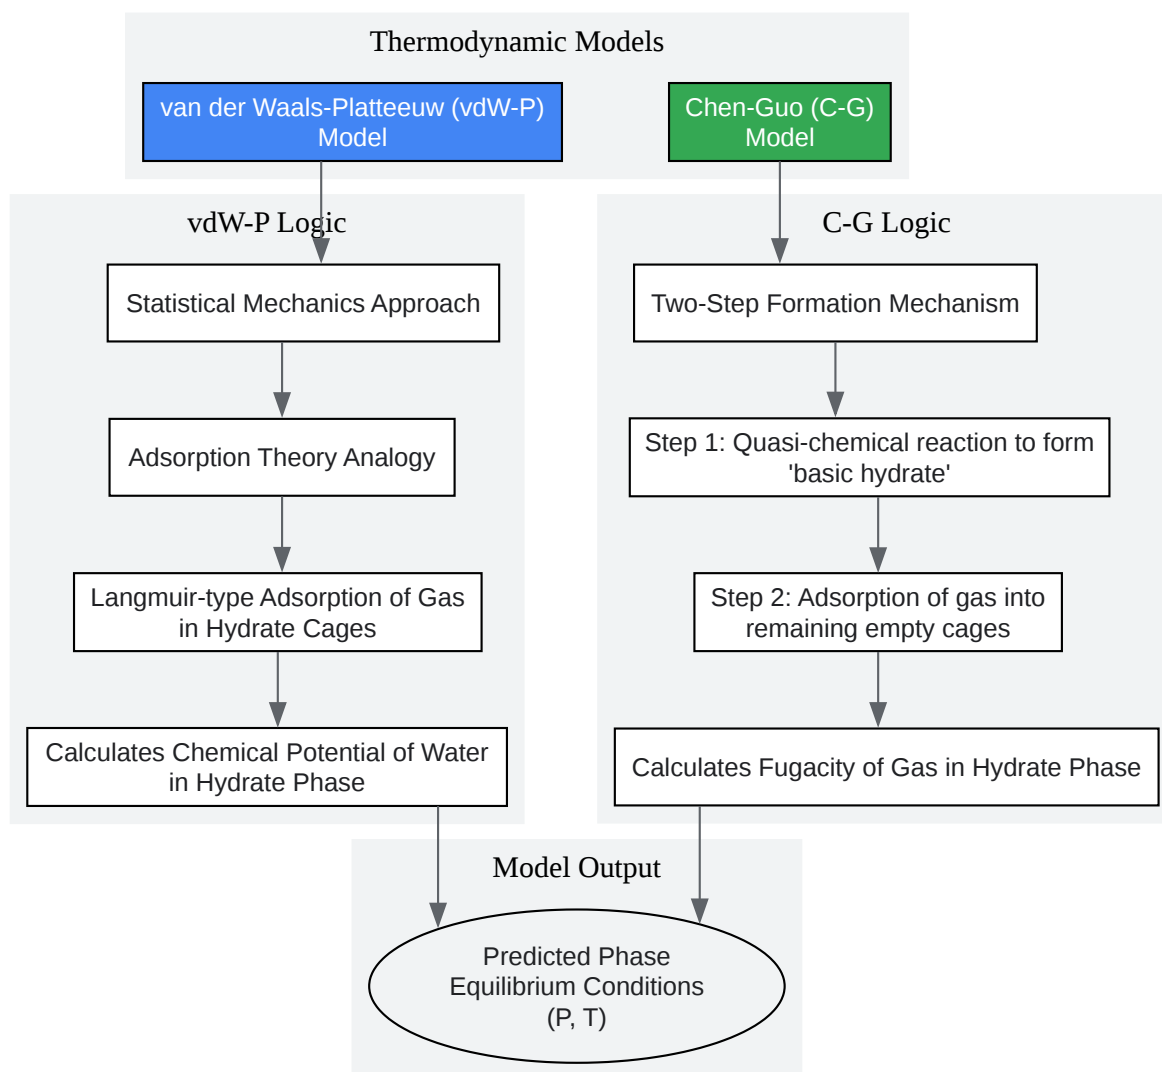 Thermodynamic Models
van der Waals-Platteeuw (vdW-P)
Model
Chen-Guo (C-G)
Model
vdW-P Logic
Statistical Mechanics Approach
Adsorption Theory Analogy
Langmuir-type Adsorption of Gas
in Hydrate Cages
Calculates Chemical Potential of Water
in Hydrate Phase
C-G Logic
Two-Step Formation Mechanism
Step 1: Quasi-chemical reaction to form
'basic hydrate'
Step 2: Adsorption of gas into
remaining empty cages
Calculates Fugacity of Gas in Hydrate Phase
Model Output
Predicted Phase
Equilibrium Conditions
(P, T)